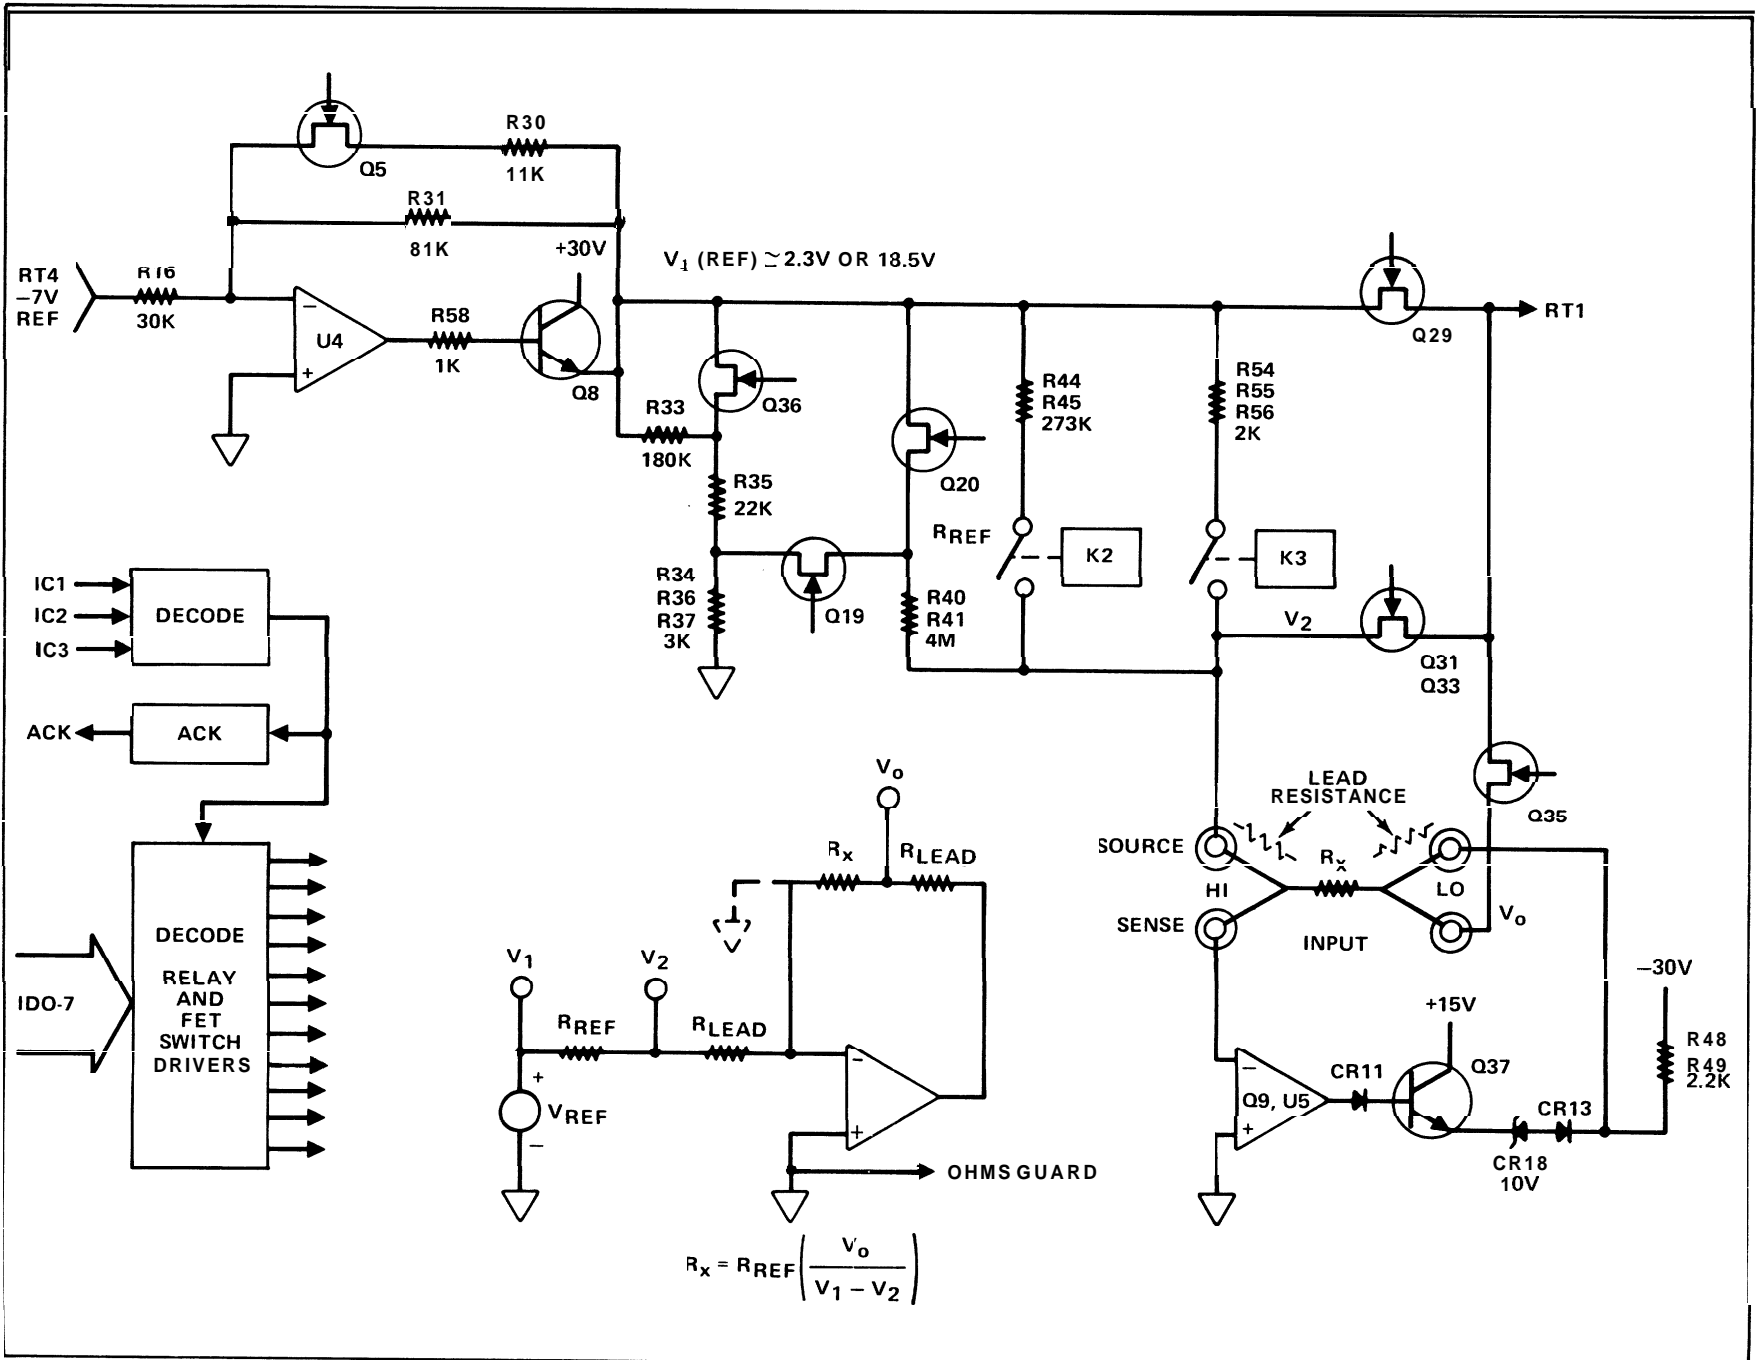 Q5
R30
11K
R31
81K
+30V
V1 (REF) ≃ 2.3V OR 18.5V
RT4
−7V
REF
R16
30K
−
+
U4
R58
1K
Q8
R33
180K
Q36
R35
22K
R34
R36
R37
3K
Q19
Q20
R40
R41
4M
R44
R45
273K
RREF
K2
R54
R55
R56
2K
K3
Q29
RT1
V2
Q31
Q33
Q35
IC1
IC2
IC3
DECODE
ACK
ACK
IDO-7
DECODE
RELAY
AND
FET
SWITCH
DRIVERS
Vo
Rx
RLEAD
V1
V2
RREF
RLEAD
+
VREF
−
−
+
OHMS GUARD
Rx = RREF (Vo / V1 − V2)
LEAD
RESISTANCE
SOURCE
HI
SENSE
Rx
INPUT
LO
Vo
−30V
R48
R49
2.2K
+15V
Q37
CR11
−
Q9, U5
+
CR13
CR18
10V